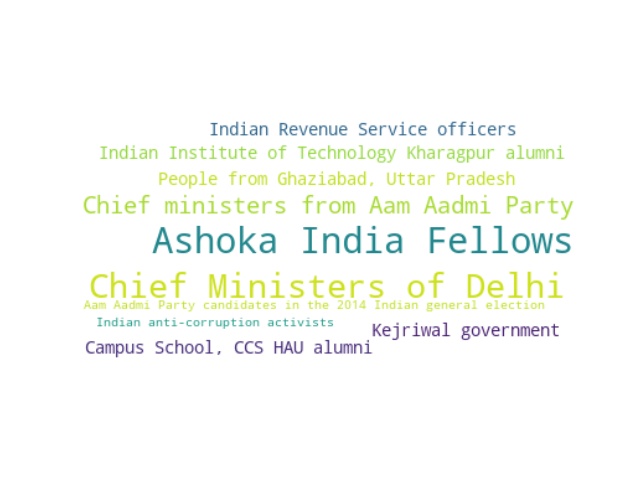 Indian Revenue Service officers
Indian Institute of Technology Kharagpur alumni
People from Ghaziabad, Uttar Pradesh
Chief ministers from Aam Aadmi Party
Ashoka India Fellows
Chief Ministers of Delhi
Aam Aadmi Party candidates in the 2014 Indian general election
Indian anti-corruption activists
Kejriwal government
Campus School, CCS HAU alumni